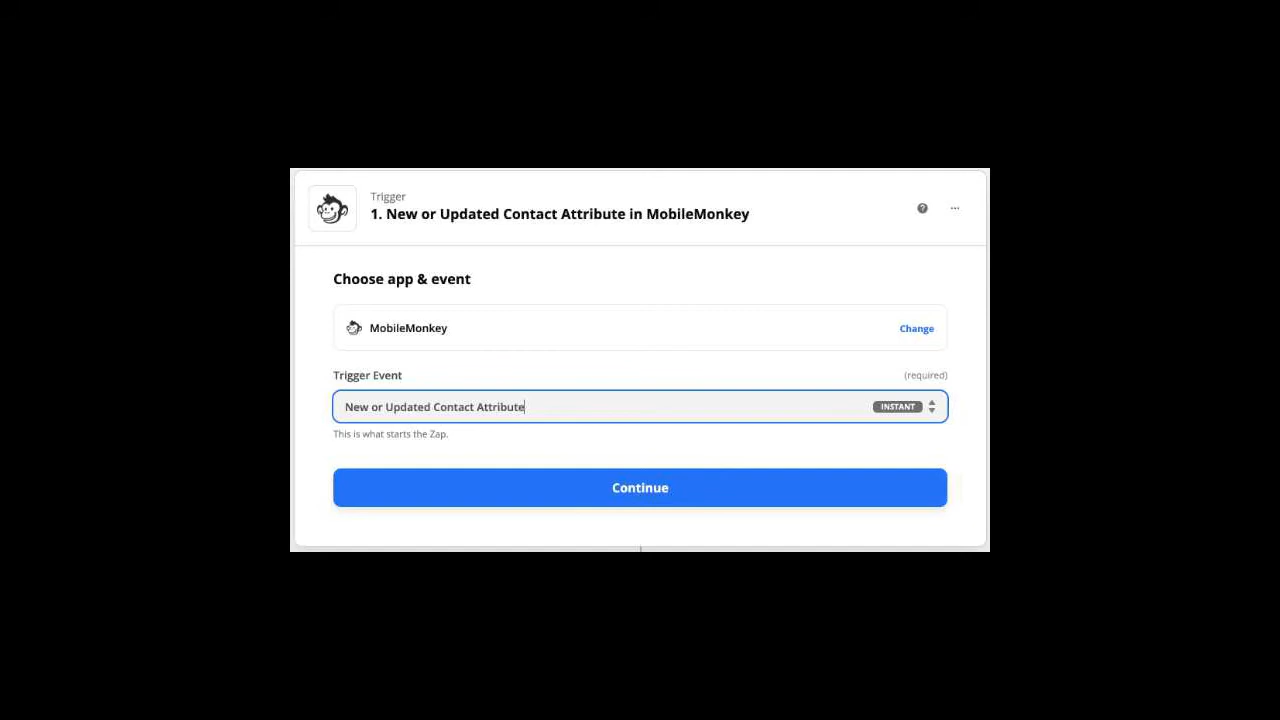 Trigger
1. New or Updated Contact Attribute in MobileMonkey
?
...
Choose app & event
MobileMonkey
Change
Trigger Event
(required)
New or Updated Contact Attribute
INSTANT
This is what starts the Zap.
Continue